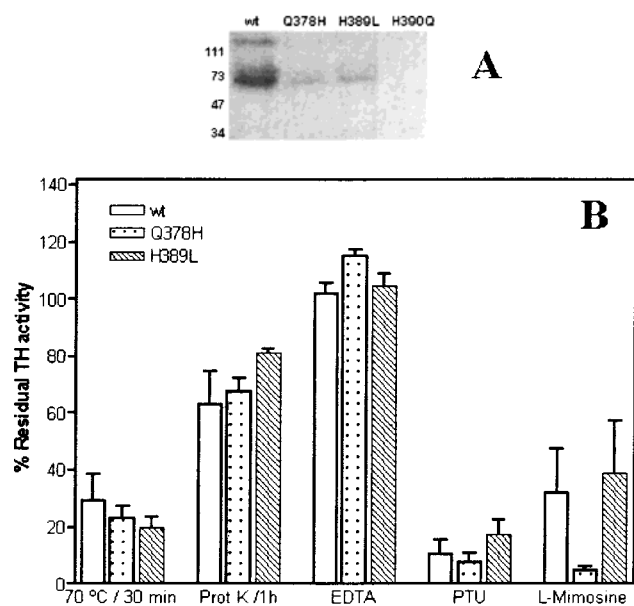 wt Q378H H389L H390Q
111
73
47
34
A
B
140
120
100
80
60
40
20
0
% Residual TH activity
wt
Q378H
H389L
70 ºC / 30 min Prot K /1h EDTA PTU L-Mimosine